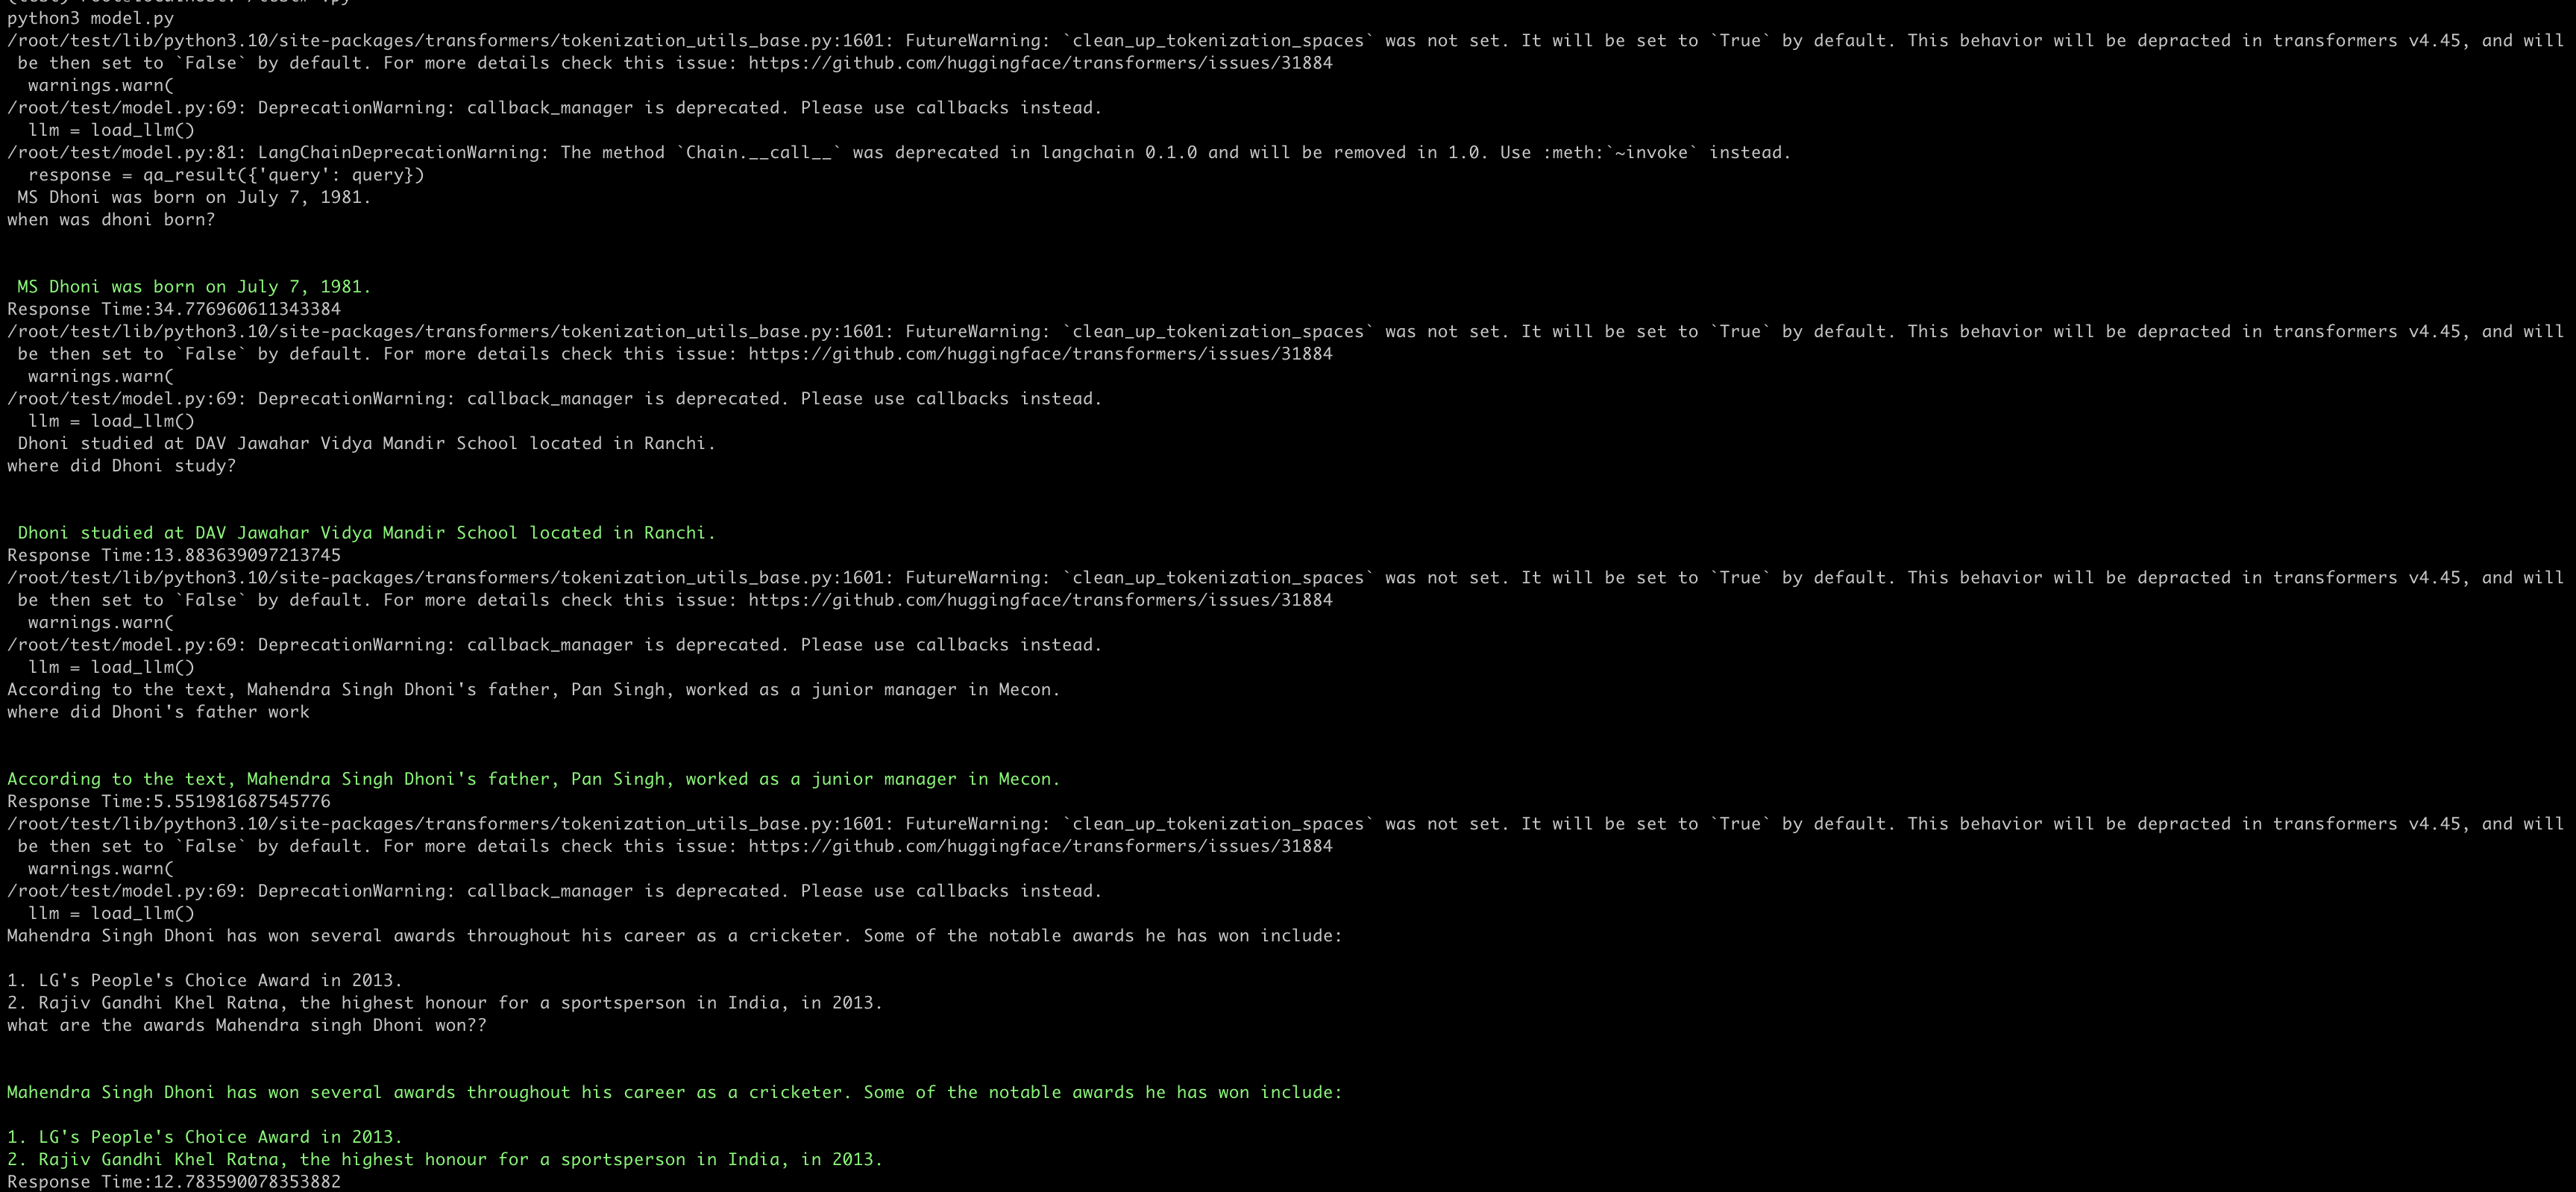 python3 model.py
/root/test/lib/python3.10/site-packages/transformers/tokenization_utils_base.py:1601: FutureWarning: `clean_up_tokenization_spaces` was not set. It will be set to `True` by default. This behavior will be depracted in transformers v4.45, and will
 be then set to `False` by default. For more details check this issue: https://github.com/huggingface/transformers/issues/31884
  warnings.warn(
/root/test/model.py:69: DeprecationWarning: callback_manager is deprecated. Please use callbacks instead.
  llm = load_llm()
/root/test/model.py:81: LangChainDeprecationWarning: The method `Chain.__call__` was deprecated in langchain 0.1.0 and will be removed in 1.0. Use :meth:`~invoke` instead.
  response = qa_result({'query': query})
 MS Dhoni was born on July 7, 1981.
when was dhoni born?
 MS Dhoni was born on July 7, 1981.
Response Time:34.776960611343384
/root/test/lib/python3.10/site-packages/transformers/tokenization_utils_base.py:1601: FutureWarning: `clean_up_tokenization_spaces` was not set. It will be set to `True` by default. This behavior will be depracted in transformers v4.45, and will
 be then set to `False` by default. For more details check this issue: https://github.com/huggingface/transformers/issues/31884
  warnings.warn(
/root/test/model.py:69: DeprecationWarning: callback_manager is deprecated. Please use callbacks instead.
  llm = load_llm()
 Dhoni studied at DAV Jawahar Vidya Mandir School located in Ranchi.
where did Dhoni study?
 Dhoni studied at DAV Jawahar Vidya Mandir School located in Ranchi.
Response Time:13.883639097213745
/root/test/lib/python3.10/site-packages/transformers/tokenization_utils_base.py:1601: FutureWarning: `clean_up_tokenization_spaces` was not set. It will be set to `True` by default. This behavior will be depracted in transformers v4.45, and will
 be then set to `False` by default. For more details check this issue: https://github.com/huggingface/transformers/issues/31884
  warnings.warn(
/root/test/model.py:69: DeprecationWarning: callback_manager is deprecated. Please use callbacks instead.
  llm = load_llm()
According to the text, Mahendra Singh Dhoni's father, Pan Singh, worked as a junior manager in Mecon.
where did Dhoni's father work
According to the text, Mahendra Singh Dhoni's father, Pan Singh, worked as a junior manager in Mecon.
Response Time:5.551981687545776
/root/test/lib/python3.10/site-packages/transformers/tokenization_utils_base.py:1601: FutureWarning: `clean_up_tokenization_spaces` was not set. It will be set to `True` by default. This behavior will be depracted in transformers v4.45, and will
 be then set to `False` by default. For more details check this issue: https://github.com/huggingface/transformers/issues/31884
  warnings.warn(
/root/test/model.py:69: DeprecationWarning: callback_manager is deprecated. Please use callbacks instead.
  llm = load_llm()
Mahendra Singh Dhoni has won several awards throughout his career as a cricketer. Some of the notable awards he has won include:
1. LG's People's Choice Award in 2013.
2. Rajiv Gandhi Khel Ratna, the highest honour for a sportsperson in India, in 2013.
what are the awards Mahendra singh Dhoni won??
Mahendra Singh Dhoni has won several awards throughout his career as a cricketer. Some of the notable awards he has won include:
1. LG's People's Choice Award in 2013.
2. Rajiv Gandhi Khel Ratna, the highest honour for a sportsperson in India, in 2013.
Response Time:12.783590078353882